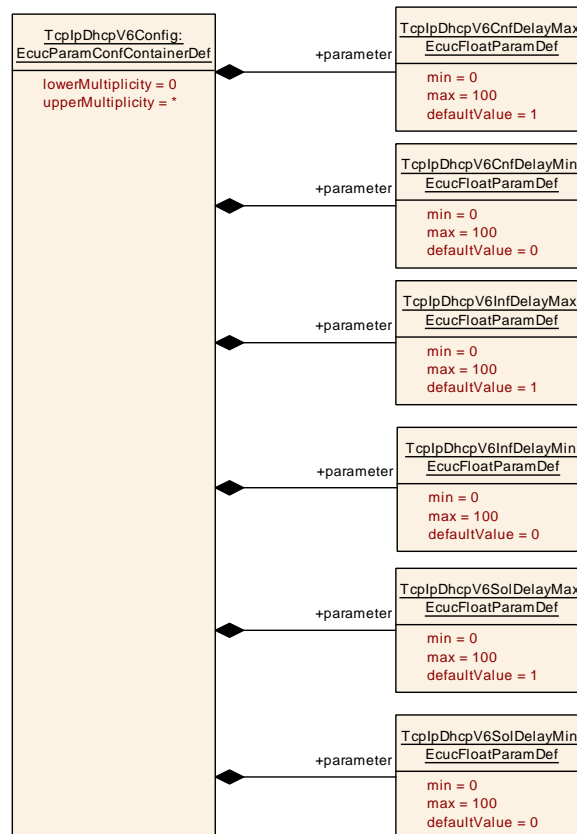 TcpIpDhcpV6Config:
EcucParamConfContainerDef
lowerMultiplicity = 0
upperMultiplicity = *
+parameter
TcpIpDhcpV6CnfDelayMax
EcucFloatParamDef
min = 0
max = 100
defaultValue = 1
+parameter
TcpIpDhcpV6CnfDelayMin
EcucFloatParamDef
min = 0
max = 100
defaultValue = 0
+parameter
TcpIpDhcpV6InfDelayMax
EcucFloatParamDef
min = 0
max = 100
defaultValue = 1
+parameter
TcpIpDhcpV6InfDelayMin
EcucFloatParamDef
min = 0
max = 100
defaultValue = 0
+parameter
TcpIpDhcpV6SolDelayMax
EcucFloatParamDef
min = 0
max = 100
defaultValue = 1
+parameter
TcpIpDhcpV6SolDelayMin
EcucFloatParamDef
min = 0
max = 100
defaultValue = 0